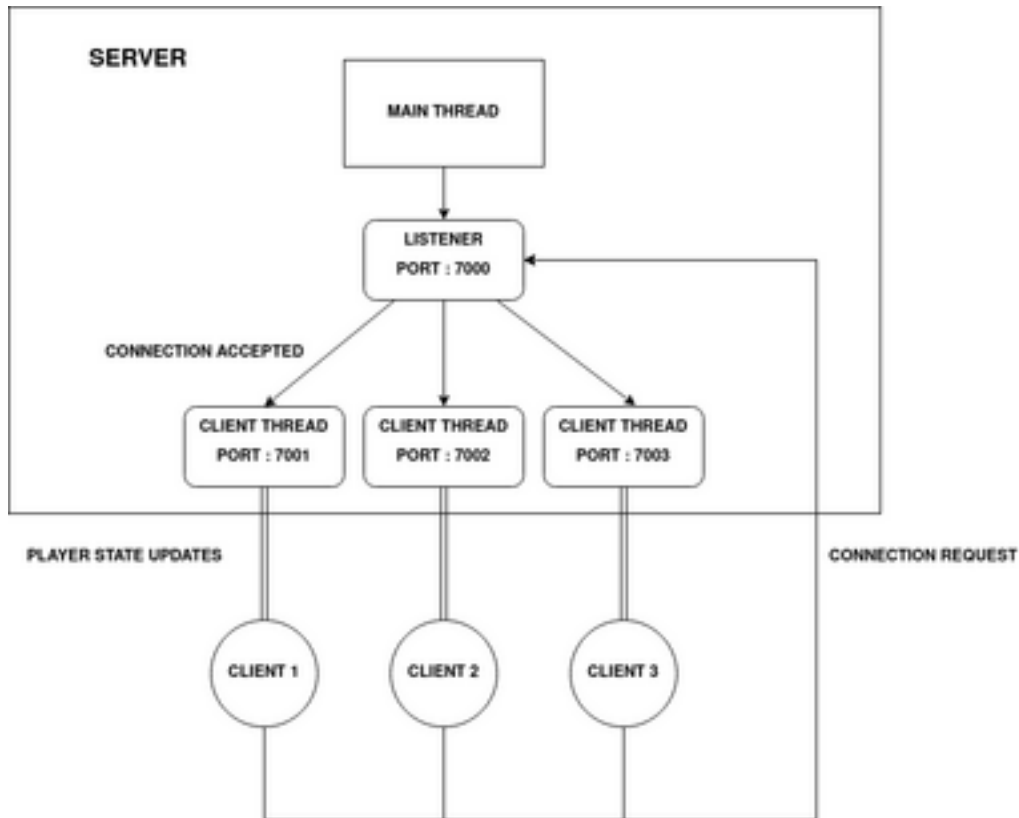 SERVER
MAIN THREAD
LISTENER
PORT : 7000
CONNECTION ACCEPTED
CLIENT THREAD
PORT : 7001
CLIENT THREAD
PORT : 7002
CLIENT THREAD
PORT : 7003
PLAYER STATE UPDATES
CONNECTION REQUEST
CLIENT 1
CLIENT 2
CLIENT 3